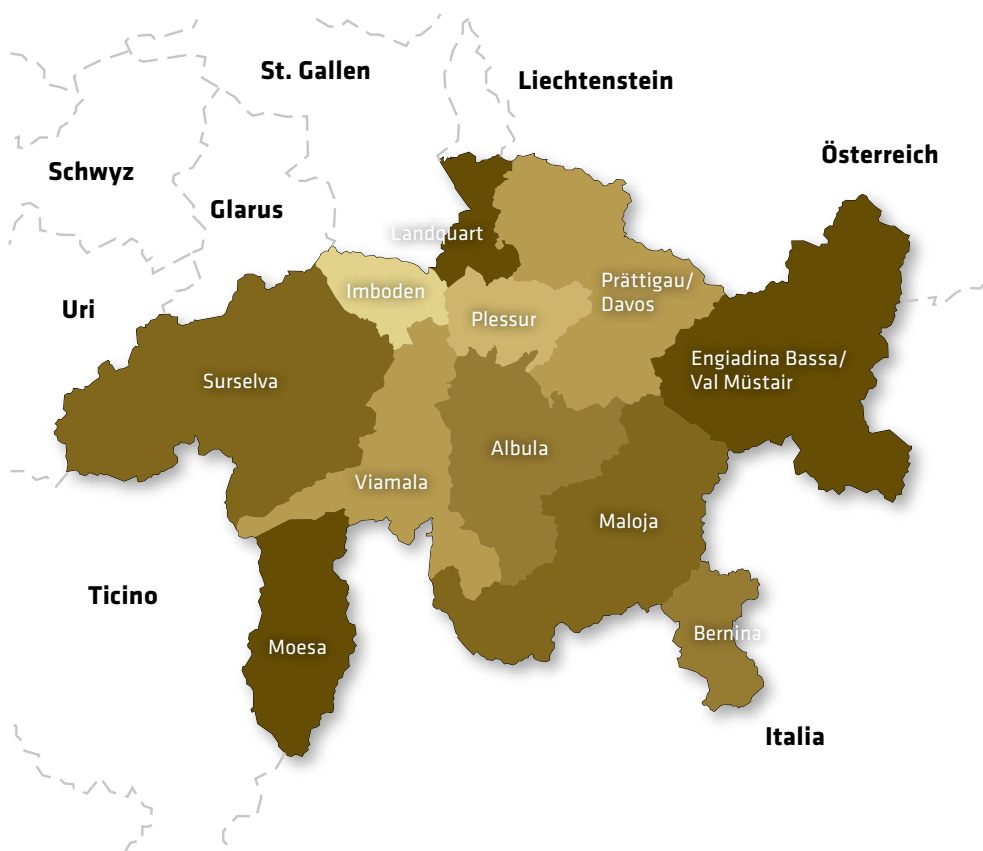 St. Gallen
Liechtenstein
Österreich
Schwyz
Glarus
Landquart
Imboden
Prättigau/
Davos
Uri
Plessur
Engiadina Bassa/
Val Müstair
Surselva
Albula
Viamala
Maloja
Ticino
Bernina
Moesa
Italia